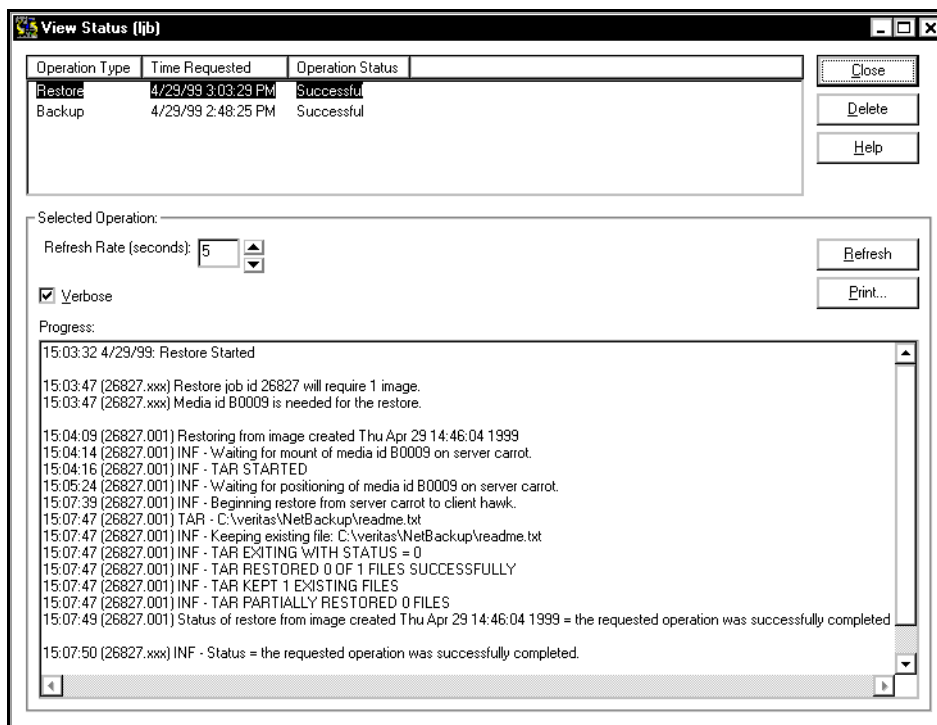 View Status (ljb)
Operation Type Time Requested Operation Status
Restore 4/29/99 3:03:29 PM Successful
Backup 4/29/99 2:48:25 PM Successful
Close
Delete
Help
Selected Operation:
Refresh Rate (seconds): 5
Refresh
Verbose
Print...
Progress:
15:03:32 4/29/99: Restore Started
15:03:47 (26827.xxx) Restore job id 26827 will require 1 image.
15:03:47 (26827.xxx) Media id B0009 is needed for the restore.
15:04:09 (26827.001) Restoring from image created Thu Apr 29 14:46:04 1999
15:04:14 (26827.001) INF - Waiting for mount of media id B0009 on server carrot.
15:04:16 (26827.001) INF - TAR STARTED
15:05:24 (26827.001) INF - Waiting for positioning of media id B0009 on server carrot.
15:07:39 (26827.001) INF - Beginning restore from server carrot to client hawk.
15:07:47 (26827.001) TAR - C:\veritas\NetBackup\readme.txt
15:07:47 (26827.001) INF - Keeping existing file: C:\veritas\NetBackup\readme.txt
15:07:47 (26827.001) INF - TAR EXITING WITH STATUS = 0
15:07:47 (26827.001) INF - TAR RESTORED 0 OF 1 FILES SUCCESSFULLY
15:07:47 (26827.001) INF - TAR KEPT 1 EXISTING FILES
15:07:47 (26827.001) INF - TAR PARTIALLY RESTORED 0 FILES
15:07:49 (26827.001) Status of restore from image created Thu Apr 29 14:46:04 1999 = the requested operation was successfully completed
15:07:50 (26827.xxx) INF - Status = the requested operation was successfully completed.